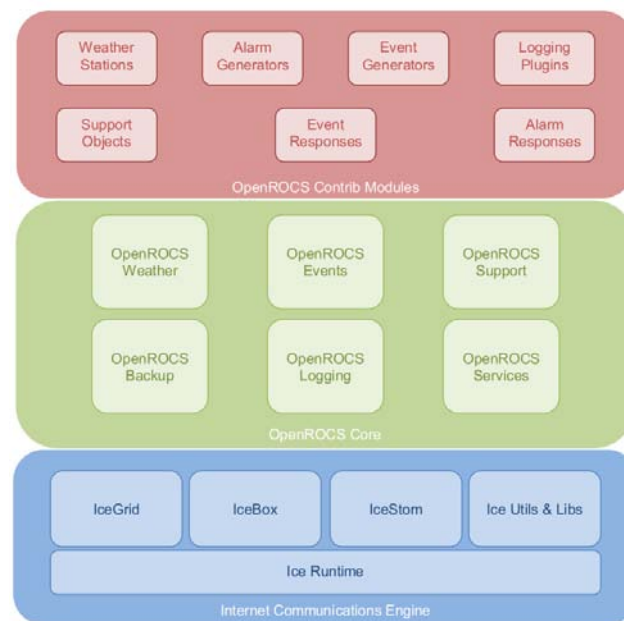 Weather Stations
Alarm Generators
Event Generators
Logging Plugins
Support Objects
Event Responses
Alarm Responses
OpenROCS Contrib Modules
OpenROCS Weather
OpenROCS Events
OpenROCS Support
OpenROCS Backup
OpenROCS Logging
OpenROCS Services
OpenROCS Core
IceGrid
IceBox
IceStorm
Ice Utils & Libs
Ice Runtime
Internet Communications Engine